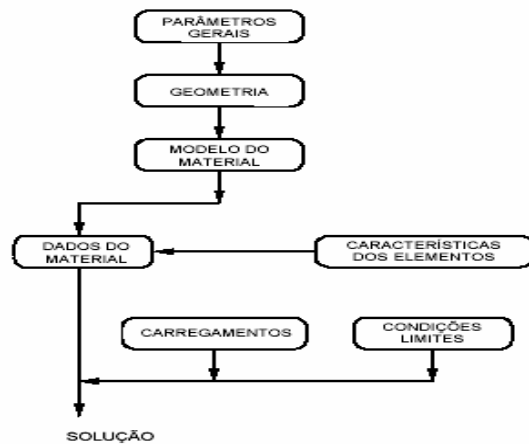 PARÂMETROS
GERAIS
GEOMETRIA
MODELO DO
MATERIAL
DADOS DO
MATERIAL
CARACTERÍSTICAS
DOS ELEMENTOS
CARREGAMENTOS
CONDIÇÕES
LIMITES
SOLUÇÃO